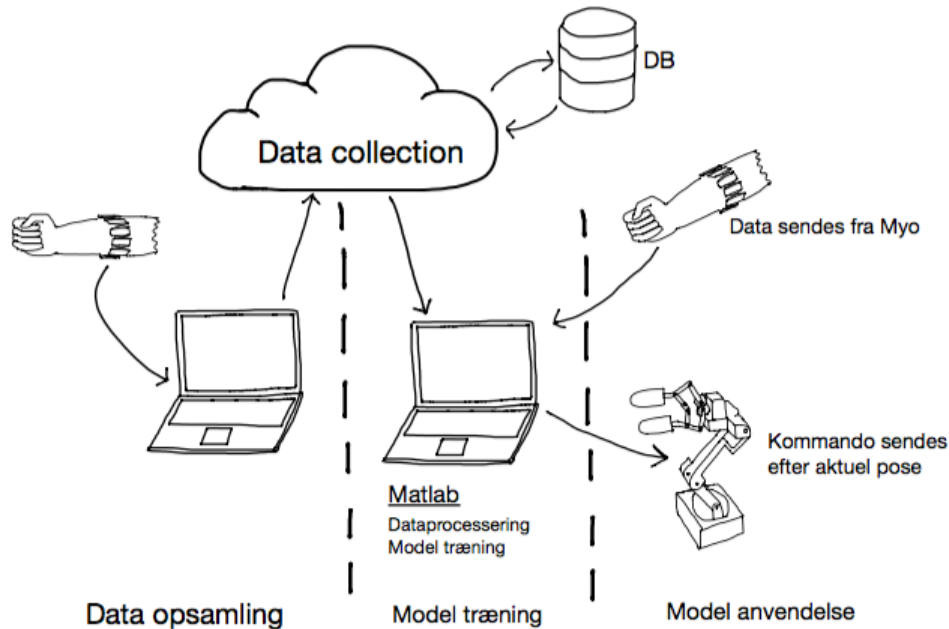 DB
Data collection
Data sendes fra Myo
Kommando sendes
efter aktuel pose
Matlab
Dataprocessering
Model træning
Data opsamling
Model træning
Model anvendelse